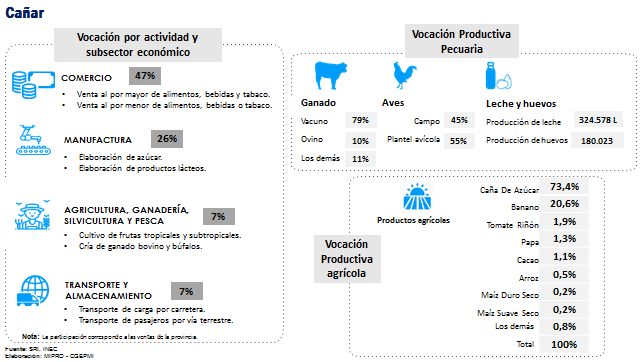 Cañar
Vocación por actividad y
subsector económico
COMERCIO 47%
• Venta al por mayor de alimentos, bebidas y tabaco.
• Venta al por menor de alimentos, bebidas o tabaco.
MANUFACTURA 26%
• Elaboración de azúcar.
• Elaboración de productos lácteos.
AGRICULTURA, GANADERÍA,
SILVICULTURA Y PESCA 7%
• Cultivo de frutas tropicales y subtropicales.
• Cría de ganado bovino y búfalos.
TRANSPORTE Y
ALMACENAMIENTO 7%
• Transporte de carga por carretera.
• Transporte de pasajeros por vía terrestre.
Nota: La participación corresponde a las ventas de la provincia.
Fuente: SRI, INEC
Elaboración: MIPRO - CGEPMI
Vocación Productiva
Pecuaria
Ganado
Vacuno 79%
Ovino 10%
Los demás 11%
Aves
Campo 45%
Plantel avícola 55%
Leche y huevos
Producción de leche 324.578 L
Producción de huevos 180.023
Vocación
Productiva
agrícola
Productos agrícolas
Caña De Azúcar 73,4%
Banano 20,6%
Tomate Riñón 1,9%
Papa 1,3%
Cacao 1,1%
Arroz 0,5%
Maíz Duro Seco 0,2%
Maíz Suave Seco 0,2%
Los demás 0,8%
Total 100%